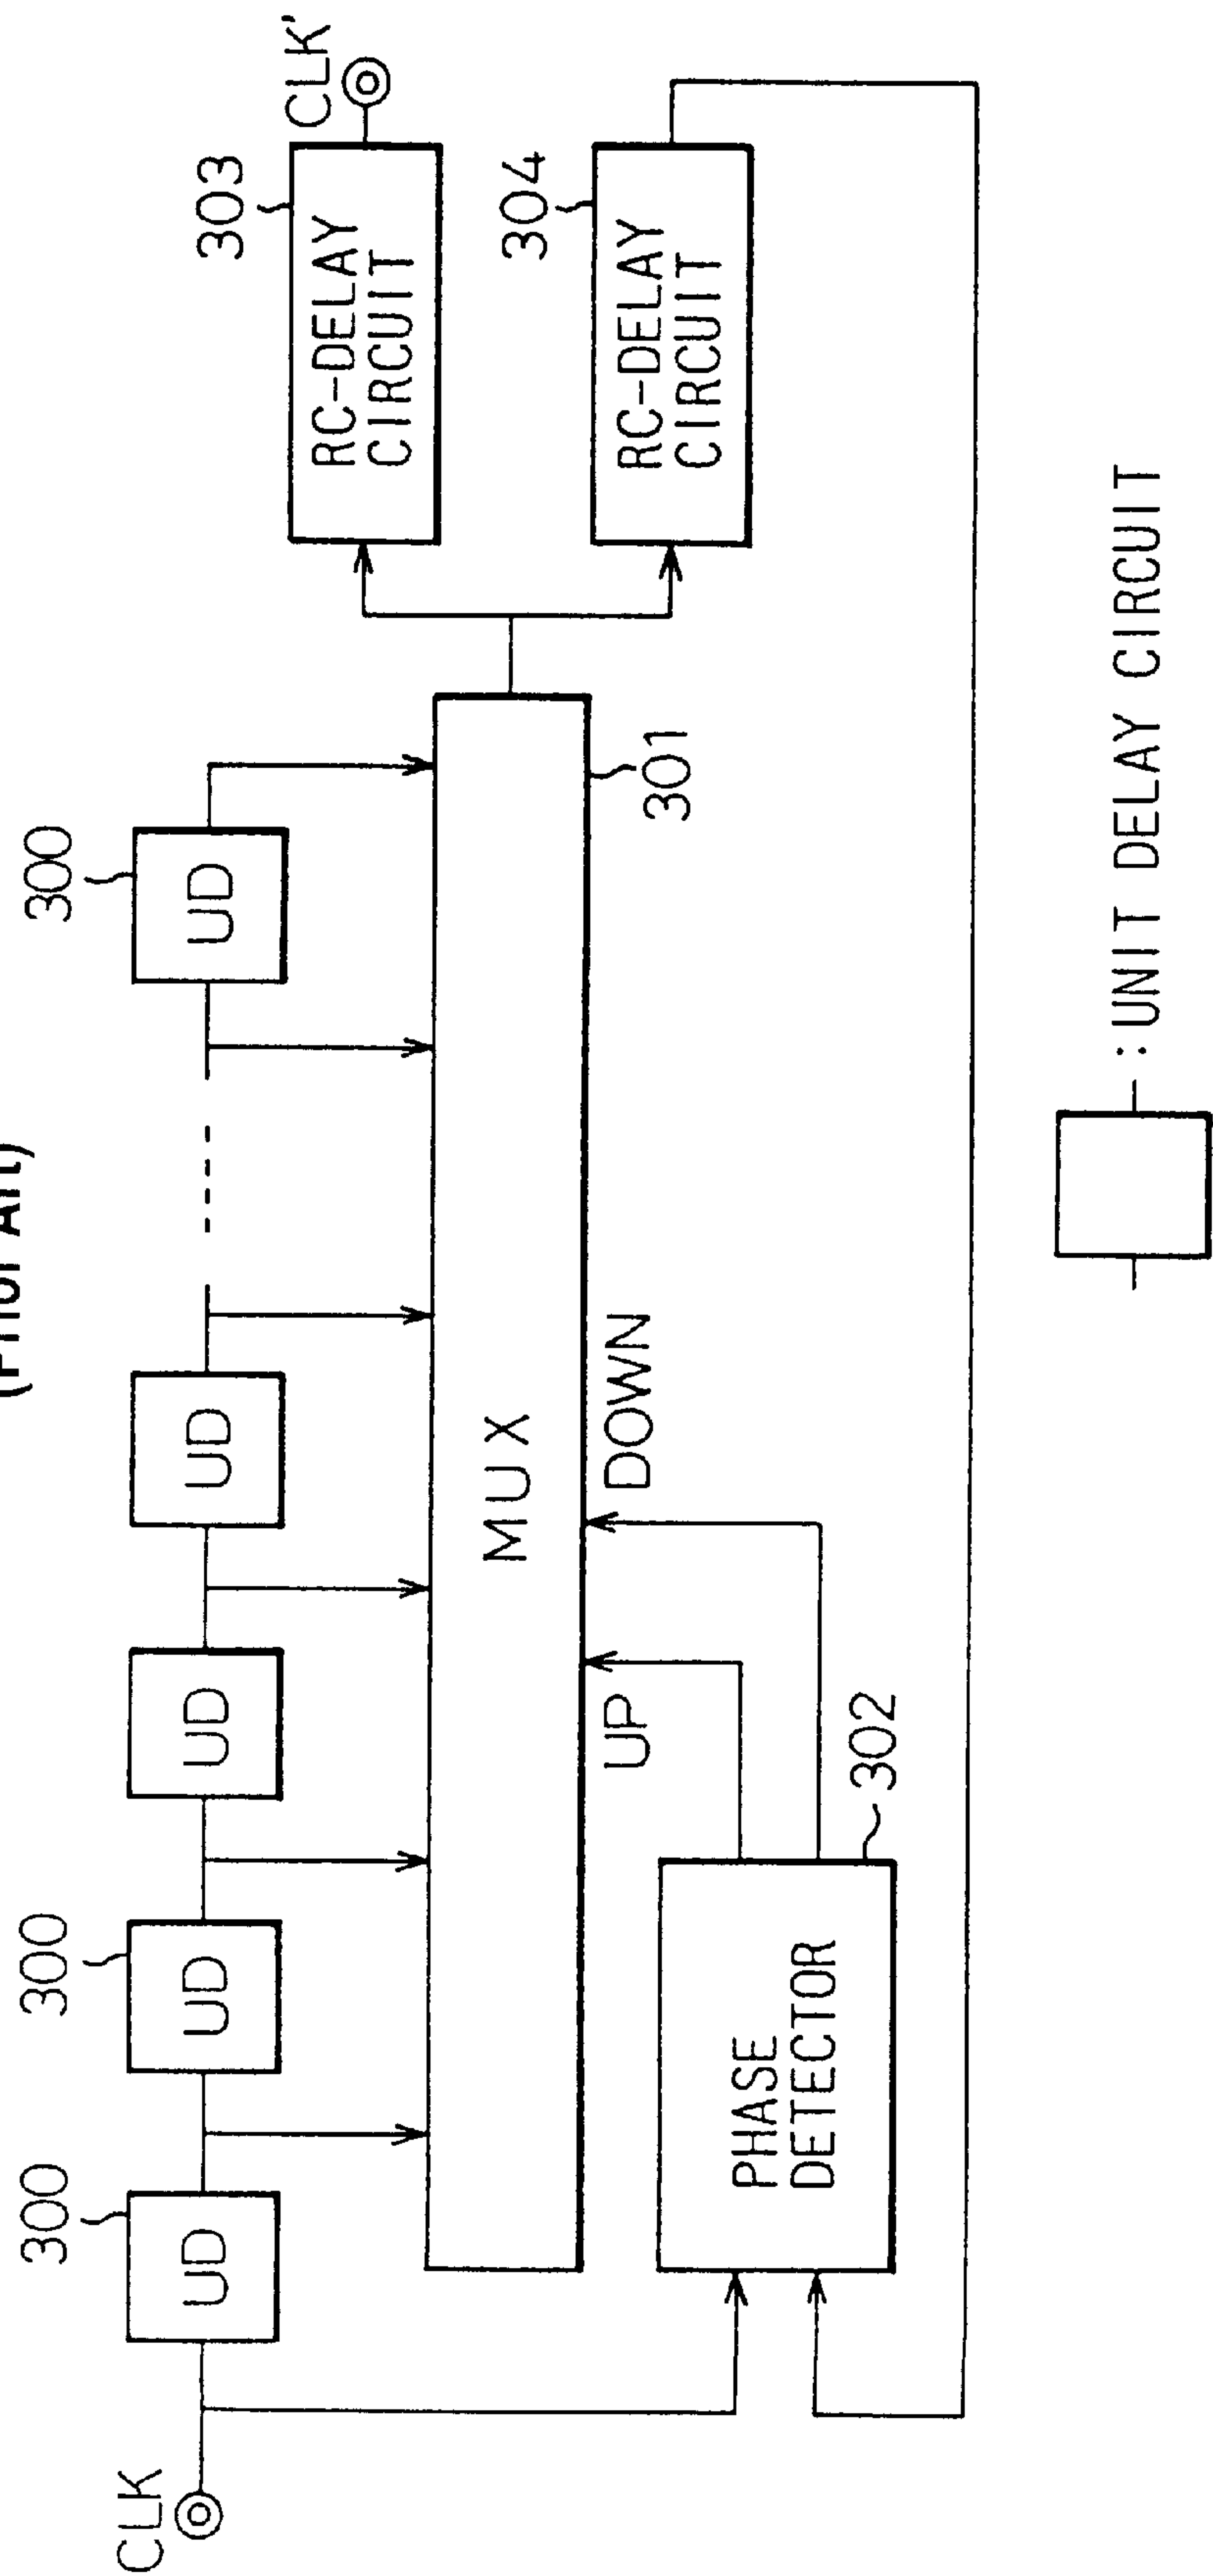 (Prior Art)
300
300
300
UD
UD
UD
UD
UD
CLK
CLK'
303
RC-DELAY
CIRCUIT
MUX
301
304
RC-DELAY
CIRCUIT
UP
DOWN
PHASE
DETECTOR
302
:UNIT DELAY CIRCUIT